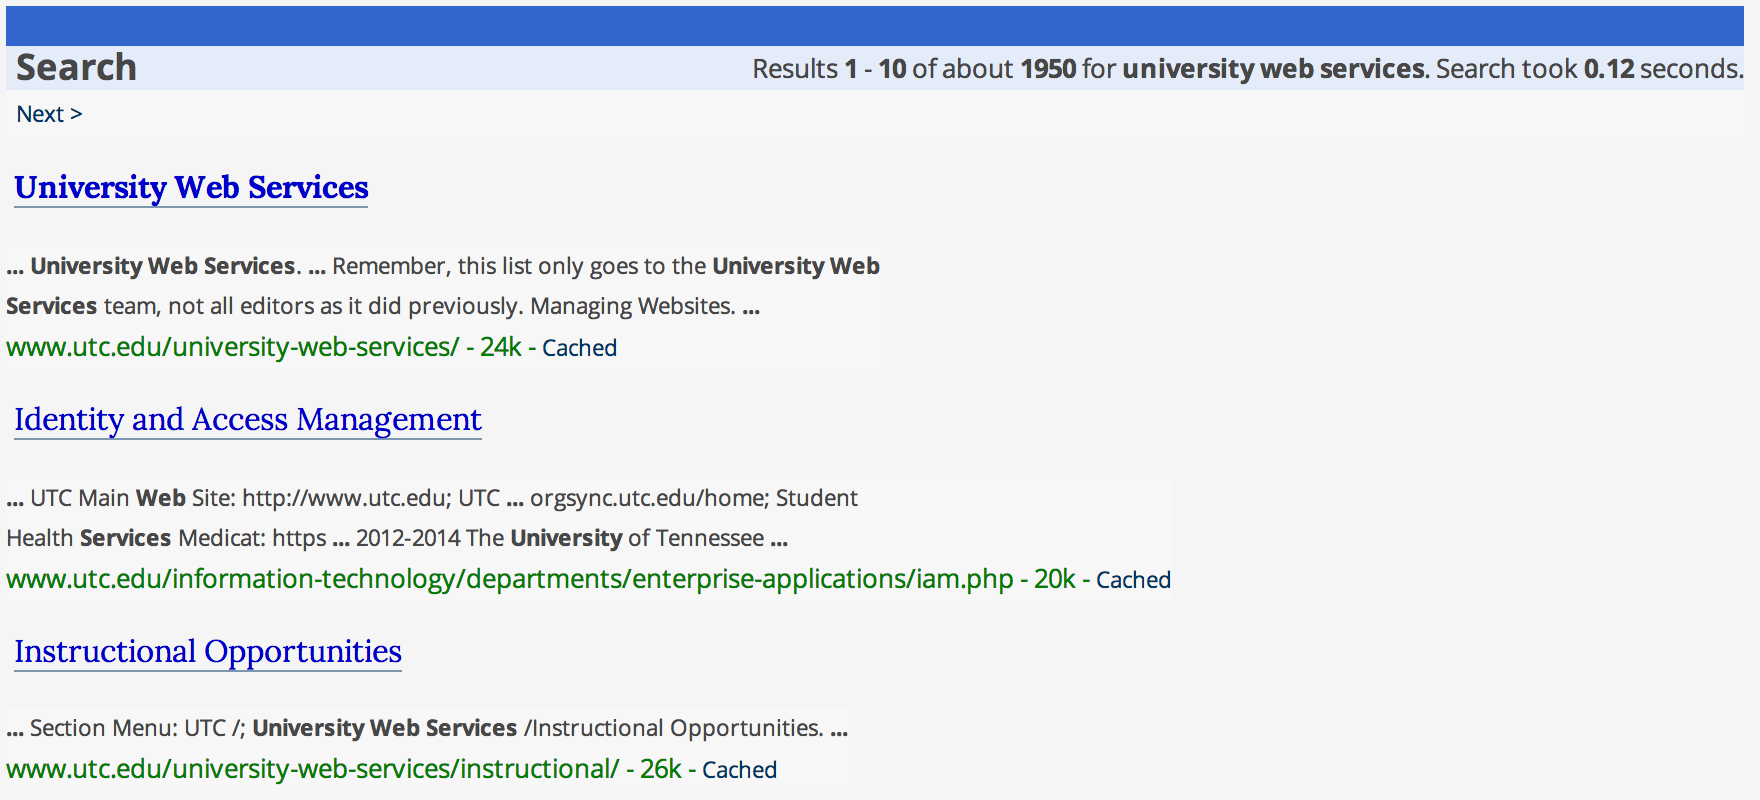 Search
Results 1 - 10 of about 1950 for university web services. Search took 0.12 seconds.
Next >
University Web Services
... University Web Services. ... Remember, this list only goes to the University Web
Services team, not all editors as it did previously. Managing Websites. ...
www.utc.edu/university-web-services/ - 24k - Cached
Identity and Access Management
... UTC Main Web Site: http://www.utc.edu; UTC ... orgsync.utc.edu/home; Student
Health Services Medicat: https ... 2012-2014 The University of Tennessee ...
www.utc.edu/information-technology/departments/enterprise-applications/iam.php - 20k - Cached
Instructional Opportunities
... Section Menu: UTC /; University Web Services /Instructional Opportunities. ...
www.utc.edu/university-web-services/instructional/ - 26k - Cached